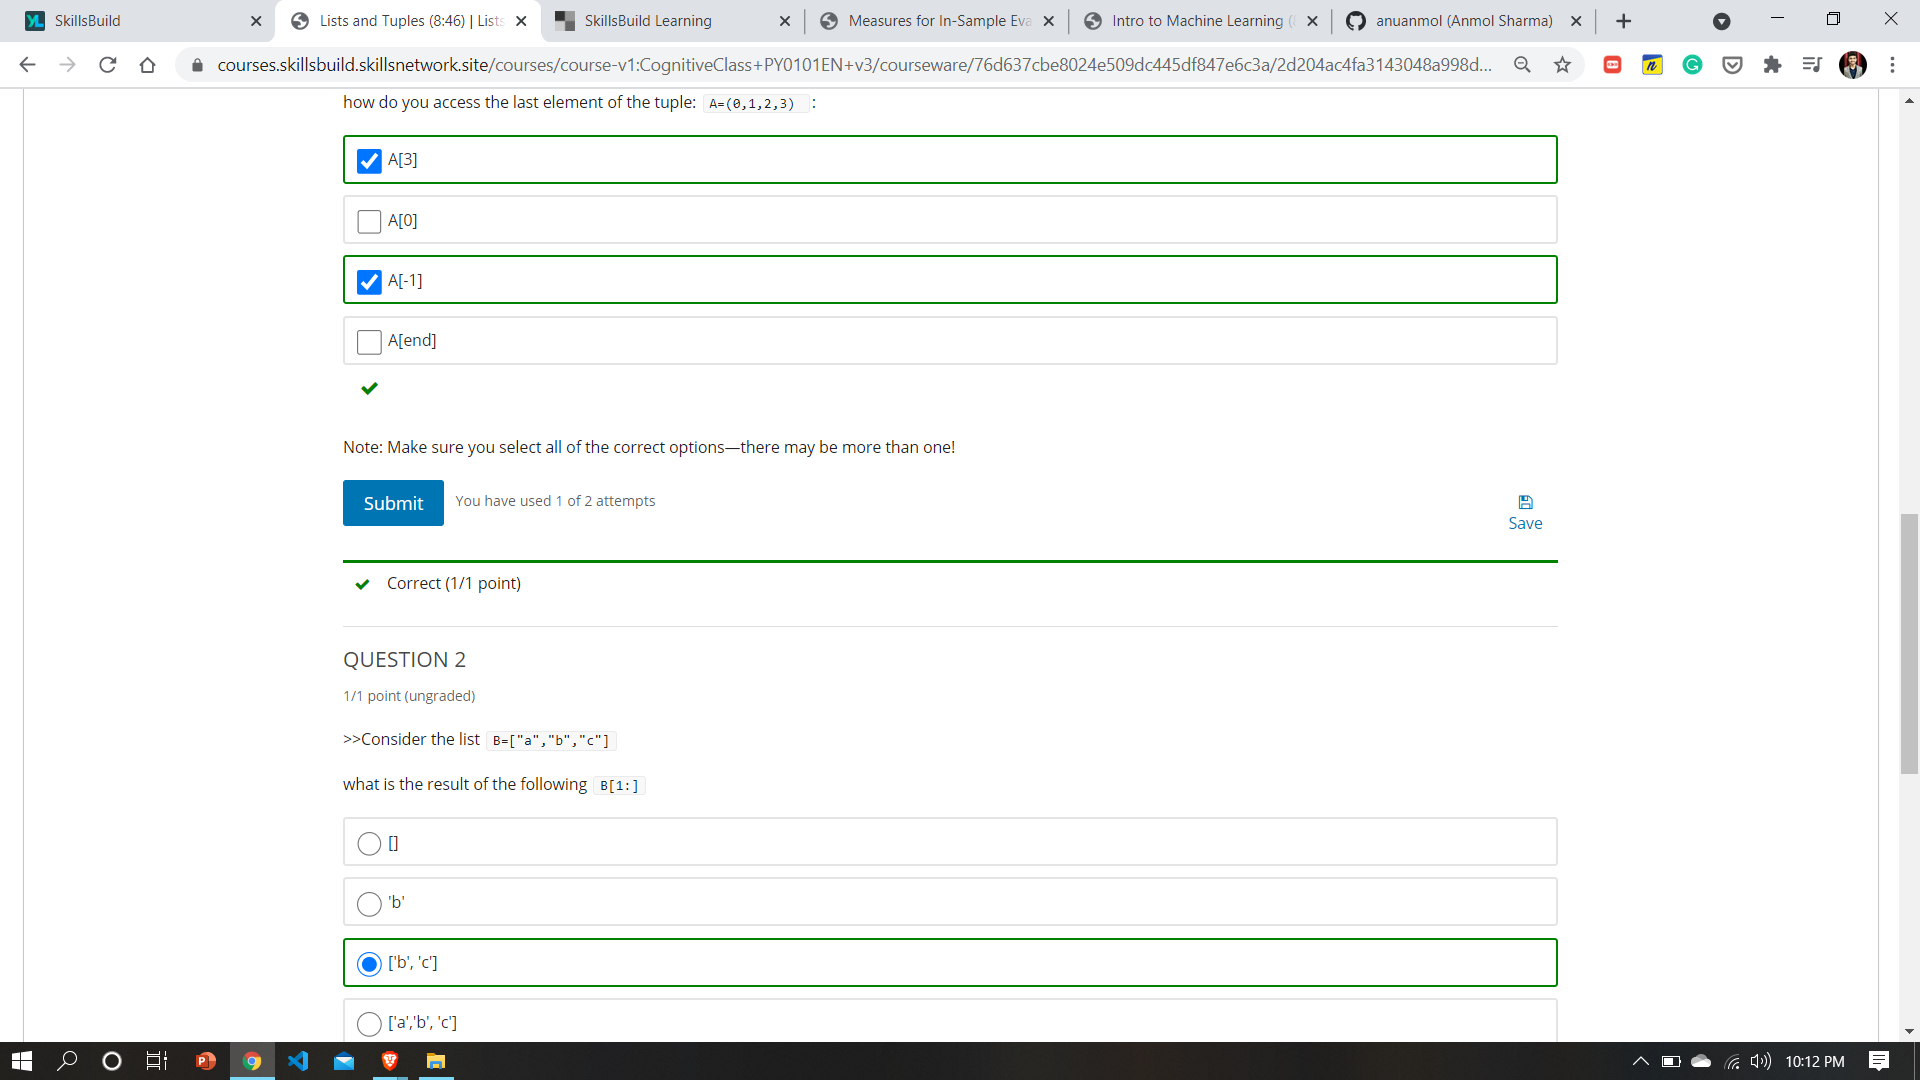 SkillsBuild
Lists and Tuples (8:46) | Lists
SkillsBuild Learning
Measures for In-Sample Eva
Intro to Machine Learning (
anuanmol (Anmol Sharma)
courses.skillsbuild.skillsnetwork.site/courses/course-v1:CognitiveClass+PY0101EN+v3/courseware/76d637cbe8024e509dc445df847e6c3a/2d204ac4fa3143048a998d...
how do you access the last element of the tuple: A=(0,1,2,3) :
A[3]
A[0]
A[-1]
A[end]
Note: Make sure you select all of the correct options—there may be more than one!
Submit
You have used 1 of 2 attempts
Save
Correct (1/1 point)
QUESTION 2
1/1 point (ungraded)
>>Consider the list B=["a","b","c"]
what is the result of the following B[1:]
[]
'b'
['b', 'c']
['a','b', 'c']
10:12 PM